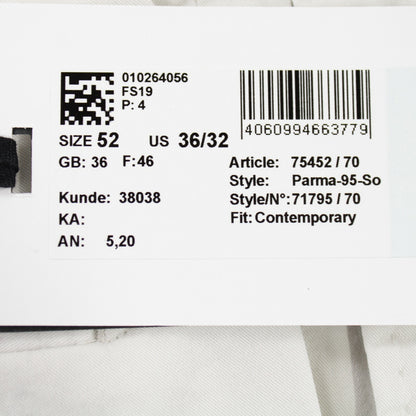 010264056
FS19
P: 4
4060994663779
SIZE 52 US 36/32
GB: 36 F:46
Article: 75452 / 70
Style: Parma-95-So
Kunde: 38038
Style/N°: 71795 / 70
KA:
Fit: Contemporary
AN: 5,20